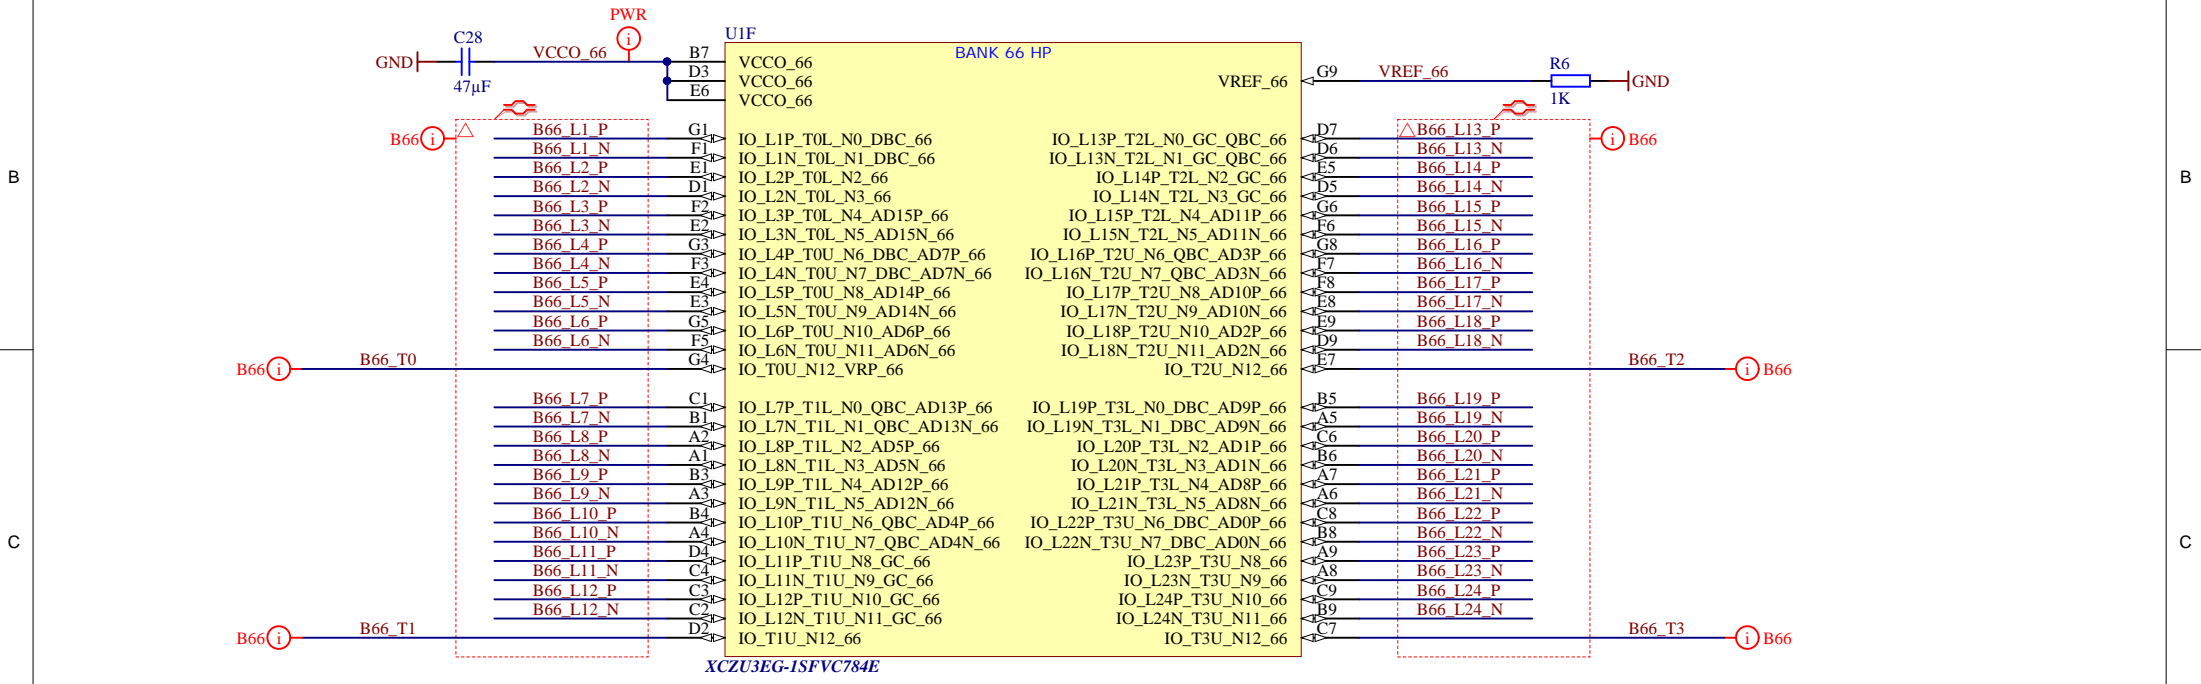 PWR
C28
U1F
GND VCCO_66 B7 VCCO_66 BANK 66 HP R6
47µF D3 VCCO_66 VREF_66 G9 VREF_66 GND
E6 VCCO_66 1K
B66 B66_L1_P G1 IO_L1P_T0L_N0_DBC_66 IO_L13P_T2L_N0_GC_QBC_66 D7 B66_L13_P B66
B66_L1_N F1 IO_L1N_T0L_N1_DBC_66 IO_L13N_T2L_N1_GC_QBC_66 D6 B66_L13_N
B B66_L2_P E1 IO_L2P_T0L_N2_66 IO_L14P_T2L_N2_GC_66 E5 B66_L14_P B
B66_L2_N D1 IO_L2N_T0L_N3_66 IO_L14N_T2L_N3_GC_66 D5 B66_L14_N
B66_L3_P F2 IO_L3P_T0L_N4_AD15P_66 IO_L15P_T2L_N4_AD11P_66 G6 B66_L15_P
B66_L3_N E2 IO_L3N_T0L_N5_AD15N_66 IO_L15N_T2L_N5_AD11N_66 F6 B66_L15_N
B66_L4_P G3 IO_L4P_T0U_N6_DBC_AD7P_66 IO_L16P_T2U_N6_QBC_AD3P_66 G8 B66_L16_P
B66_L4_N F3 IO_L4N_T0U_N7_DBC_AD7N_66 IO_L16N_T2U_N7_QBC_AD3N_66 F7 B66_L16_N
B66_L5_P E4 IO_L5P_T0U_N8_AD14P_66 IO_L17P_T2U_N8_AD10P_66 F8 B66_L17_P
B66_L5_N E3 IO_L5N_T0U_N9_AD14N_66 IO_L17N_T2U_N9_AD10N_66 E8 B66_L17_N
B66_L6_P G5 IO_L6P_T0U_N10_AD6P_66 IO_L18P_T2U_N10_AD2P_66 E9 B66_L18_P
B66_L6_N F5 IO_L6N_T0U_N11_AD6N_66 IO_L18N_T2U_N11_AD2N_66 D9 B66_L18_N
B66 B66_T0 G4 IO_T0U_N12_VRP_66 IO_T2U_N12_66 E7 B66_T2 B66
B66_L7_P C1 IO_L7P_T1L_N0_QBC_AD13P_66 IO_L19P_T3L_N0_DBC_AD9P_66 B5 B66_L19_P
B66_L7_N B1 IO_L7N_T1L_N1_QBC_AD13N_66 IO_L19N_T3L_N1_DBC_AD9N_66 A5 B66_L19_N
B66_L8_P A2 IO_L8P_T1L_N2_AD5P_66 IO_L20P_T3L_N2_AD1P_66 C6 B66_L20_P
B66_L8_N A1 IO_L8N_T1L_N3_AD5N_66 IO_L20N_T3L_N3_AD1N_66 B6 B66_L20_N
B66_L9_P B3 IO_L9P_T1L_N4_AD12P_66 IO_L21P_T3L_N4_AD8P_66 A7 B66_L21_P
B66_L9_N A3 IO_L9N_T1L_N5_AD12N_66 IO_L21N_T3L_N5_AD8N_66 A6 B66_L21_N
B66_L10_P B4 IO_L10P_T1U_N6_QBC_AD4P_66 IO_L22P_T3U_N6_DBC_AD0P_66 C8 B66_L22_P
C B66_L10_N A4 IO_L10N_T1U_N7_QBC_AD4N_66 IO_L22N_T3U_N7_DBC_AD0N_66 B8 B66_L22_N C
B66_L11_P D4 IO_L11P_T1U_N8_GC_66 IO_L23P_T3U_N8_66 A9 B66_L23_P
B66_L11_N C4 IO_L11N_T1U_N9_GC_66 IO_L23N_T3U_N9_66 A8 B66_L23_N
B66_L12_P C3 IO_L12P_T1U_N10_GC_66 IO_L24P_T3U_N10_66 C9 B66_L24_P
B66_L12_N C2 IO_L12N_T1U_N11_GC_66 IO_L24N_T3U_N11_66 B9 B66_L24_N
B66 B66_T1 D2 IO_T1U_N12_66 IO_T3U_N12_66 C7 B66_T3 B66
XCZU3EG-1SFVC784E